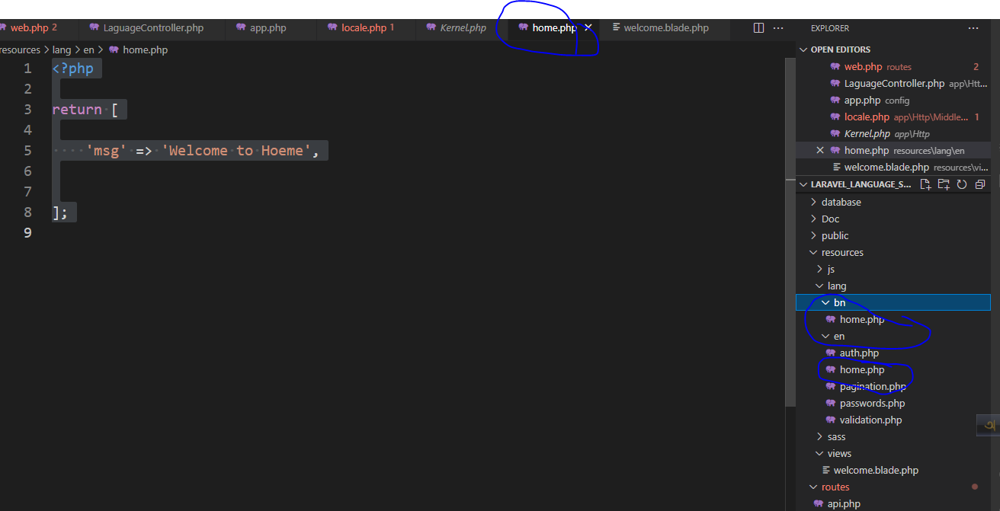 web.php 2 LaguageController.php app.php locale.php 1 Kernel.php home.php welcome.blade.php
resources > lang > en > home.php
1 <?php
2
3 return [
4
5 'msg' => 'Welcome to Hoeme',
6
7
8 ];
9
EXPLORER
OPEN EDITORS
web.php routes 2
LaguageController.php app\Htt...
app.php config
locale.php app\Http\Middle... 1
Kernel.php app\Http
home.php resources\lang\en
welcome.blade.php resources\vi...
LARAVEL_LANGUAGE_S...
database
Doc
public
resources
js
lang
bn
home.php
en
auth.php
home.php
pagination.php
passwords.php
validation.php
sass
views
welcome.blade.php
routes
api.php
অ